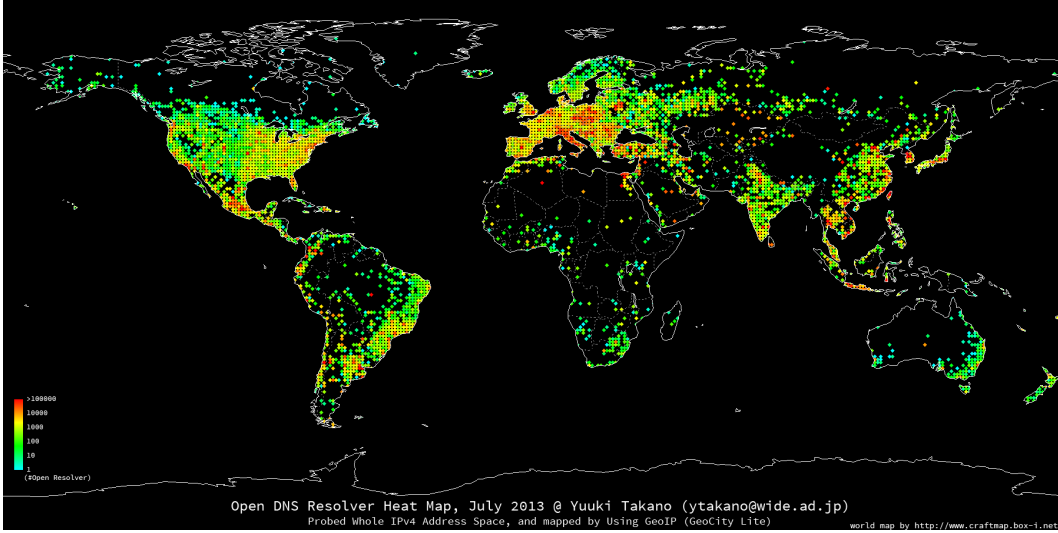 >100000
10000
1000
100
10
1
(#Open Resolver)
Open DNS Resolver Heat Map, July 2013 @ Yuuki Takano (ytakano@wide.ad.jp)
Probed Whole IPv4 Address Space, and mapped by Using GeoIP (GeoCity Lite)
world map by http://www.craftmap.box-i.net